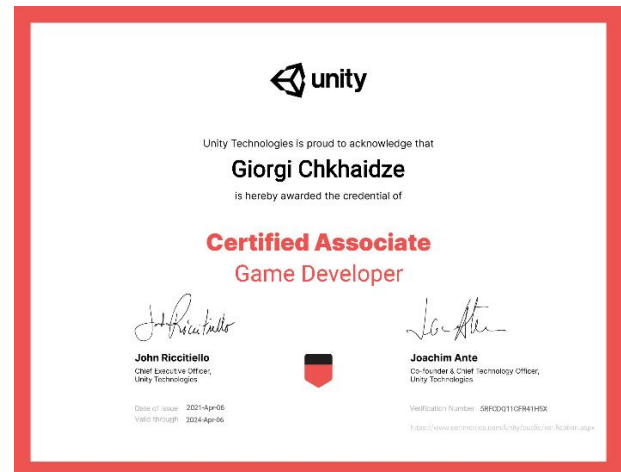 unity
Unity Technologies is proud to acknowledge that
Giorgi Chkhaidze
is hereby awarded the credential of
Certified Associate
Game Developer
John Riccitiello
Chief Executive Officer,
Unity Technologies
Joachim Ante
Co-founder & Chief Technology Officer,
Unity Technologies
Date of issue 2021-Apr-06
Valid through 2024-Apr-06
Verification Number